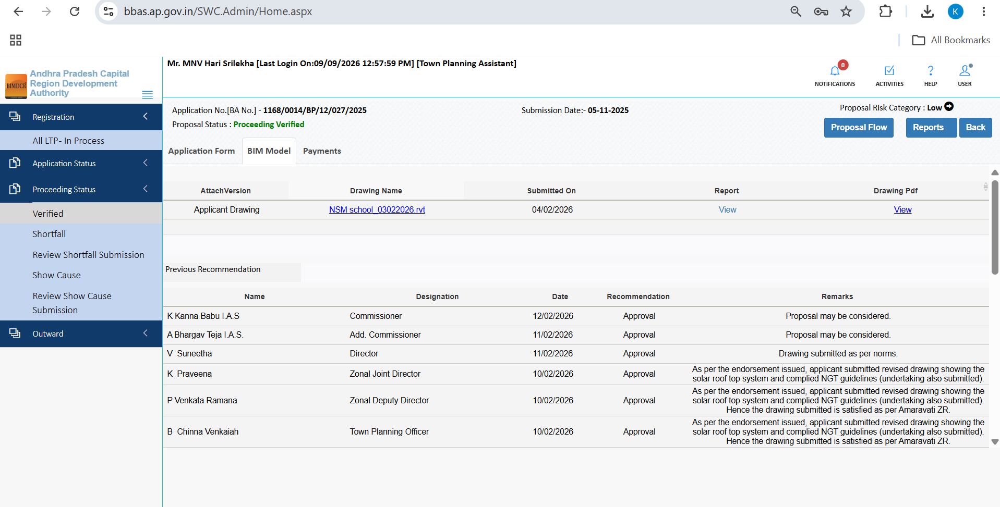 bbas.ap.gov.in/SWC.Admin/Home.aspx
K
All Bookmarks
BIMDCR
Andhra Pradesh Capital
Region Development
Authority
Mr. MNV Hari Srilekha [Last Login On:09/09/2026 12:57:59 PM] [Town Planning Assistant]
0
NOTIFICATIONS
ACTIVITIES
HELP
USER
Registration
All LTP- In Process
Application Status
Proceeding Status
Verified
Shortfall
Review Shortfall Submission
Show Cause
Review Show Cause
Submission
Outward
Application No.[BA No.] - 1168/0014/BP/12/027/2025
Submission Date:- 05-11-2025
Proposal Risk Category : Low
Proposal Status : Proceeding Verified
Proposal Flow
Reports
Back
Application Form
BIM Model
Payments
AttachVersion Drawing Name Submitted On Report Drawing Pdf
Applicant Drawing NSM school_03022026.rvt 04/02/2026 View View
Previous Recommendation
Name Designation Date Recommendation Remarks
K Kanna Babu I.A.S Commissioner 12/02/2026 Approval Proposal may be considered.
A Bhargav Teja I.A.S. Add. Commissioner 11/02/2026 Approval Proposal may be considered.
V Suneetha Director 11/02/2026 Approval Drawing submitted as per norms.
K Praveena Zonal Joint Director 10/02/2026 Approval As per the endorsement issued, applicant submitted revised drawing showing the
solar roof top system and complied NGT guidelines (undertaking also submitted).
P Venkata Ramana Zonal Deputy Director 10/02/2026 Approval As per the endorsement issued, applicant submitted revised drawing showing the
solar roof top system and complied NGT guidelines (undertaking also submitted).
Hence the drawing submitted is satisfied as per Amaravati ZR.
B Chinna Venkaiah Town Planning Officer 10/02/2026 Approval As per the endorsement issued, applicant submitted revised drawing showing the
solar roof top system and complied NGT guidelines (undertaking also submitted).
Hence the drawing submitted is satisfied as per Amaravati ZR.